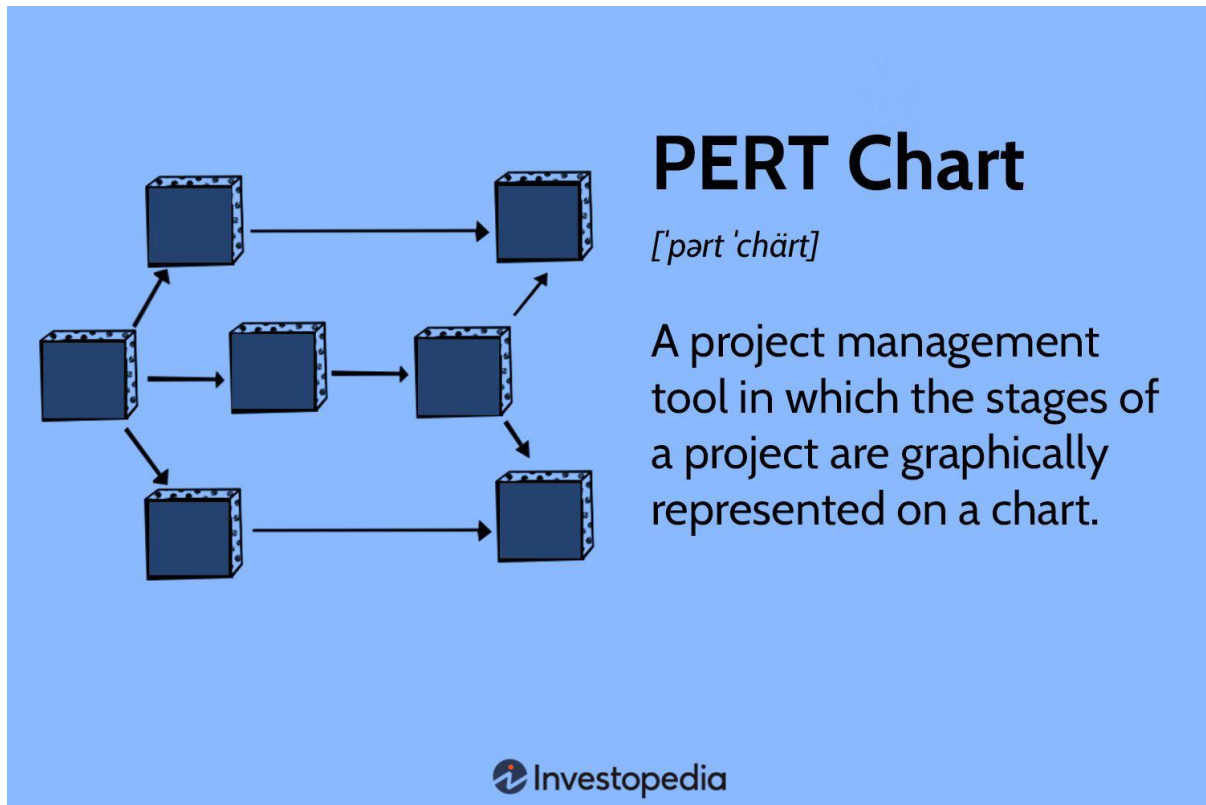 PERT Chart
[ˈpərt ˈchärt]
A project management
tool in which the stages of
a project are graphically
represented on a chart.
Investopedia